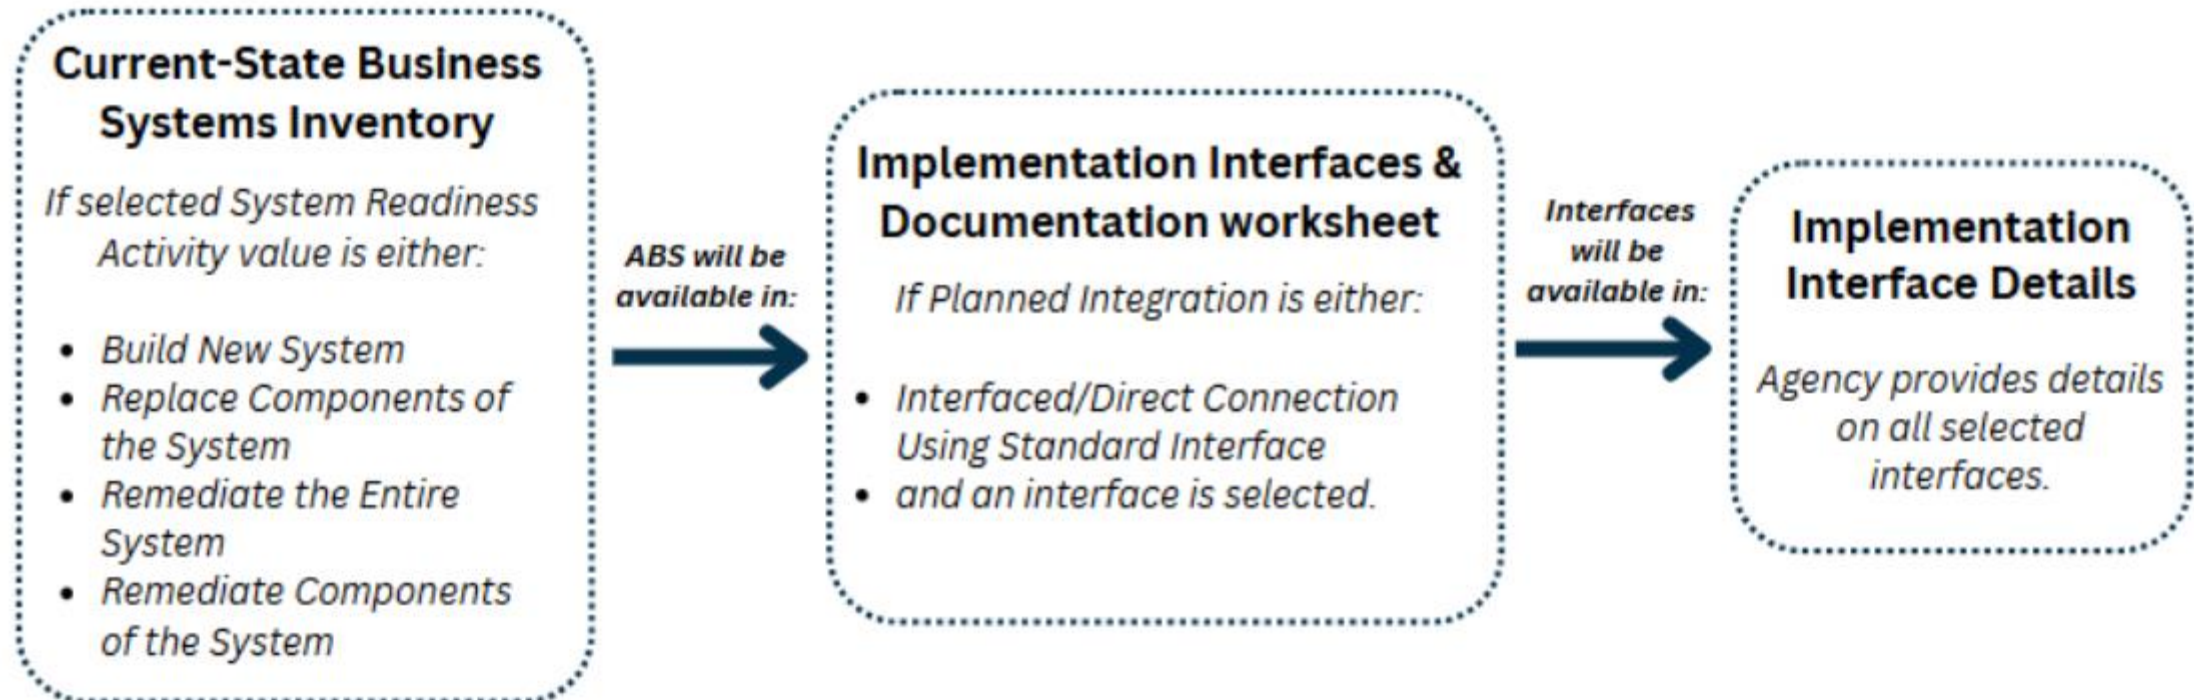 Current-State Business
Systems Inventory
If selected System Readiness
Activity value is either:
• Build New System
• Replace Components of
the System
• Remediate the Entire
System
• Remediate Components
of the System
ABS will be
available in:
Implementation Interfaces &
Documentation worksheet
If Planned Integration is either:
• Interfaced/Direct Connection
Using Standard Interface
• and an interface is selected.
Interfaces
will be
available in:
Implementation
Interface Details
Agency provides details
on all selected
interfaces.